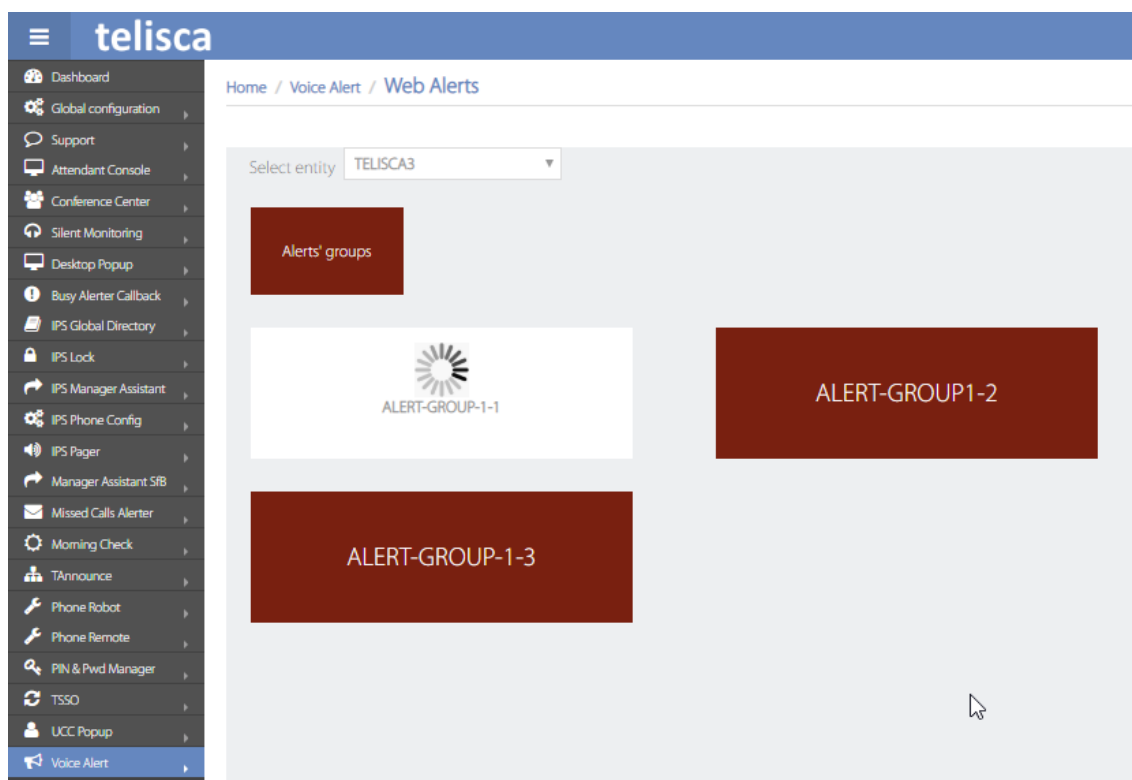 telisca
Dashboard
Global configuration
Support
Attendant Console
Conference Center
Silent Monitoring
Desktop Popup
Busy Alerter Callback
IPS Global Directory
IPS Lock
IPS Manager Assistant
IPS Phone Config
IPS Pager
Manager Assistant SfB
Missed Calls Alerter
Morning Check
TAnnounce
Phone Robot
Phone Remote
PIN & Pwd Manager
TSSO
UCC Popup
Voice Alert
Home / Voice Alert / Web Alerts
Select entity TELISCA3
Alerts' groups
ALERT-GROUP-1-1
ALERT-GROUP1-2
ALERT-GROUP-1-3